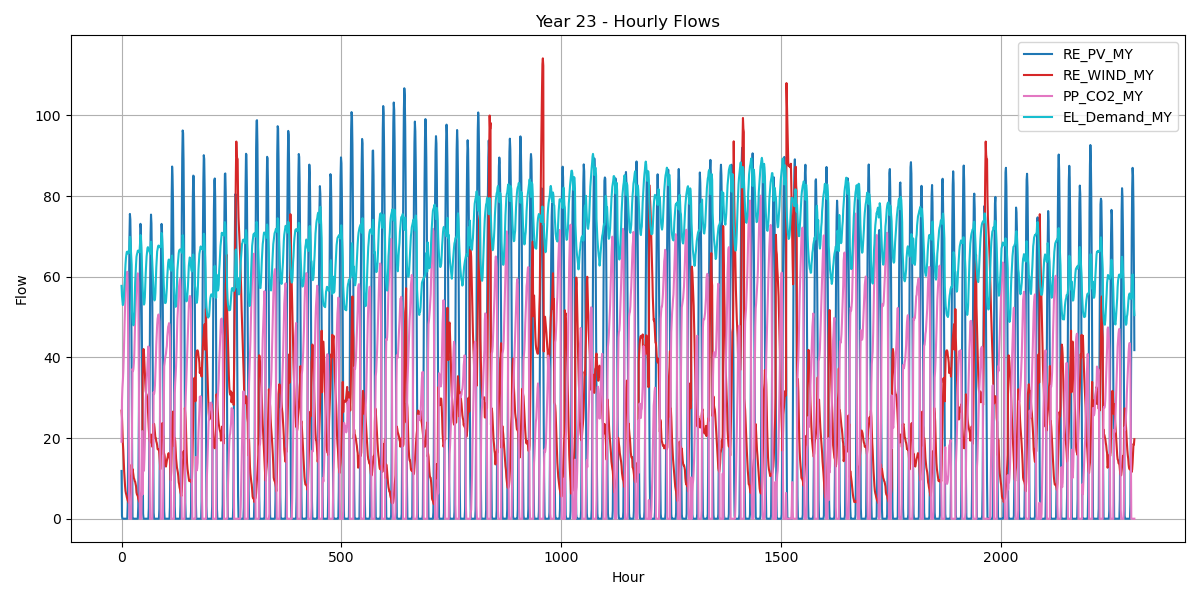 Year 23 - Hourly Flows
RE_PV_MY
RE_WIND_MY
PP_CO2_MY
EL_Demand_MY
Flow
100
80
60
40
20
0
0
500
1000
1500
2000
Hour